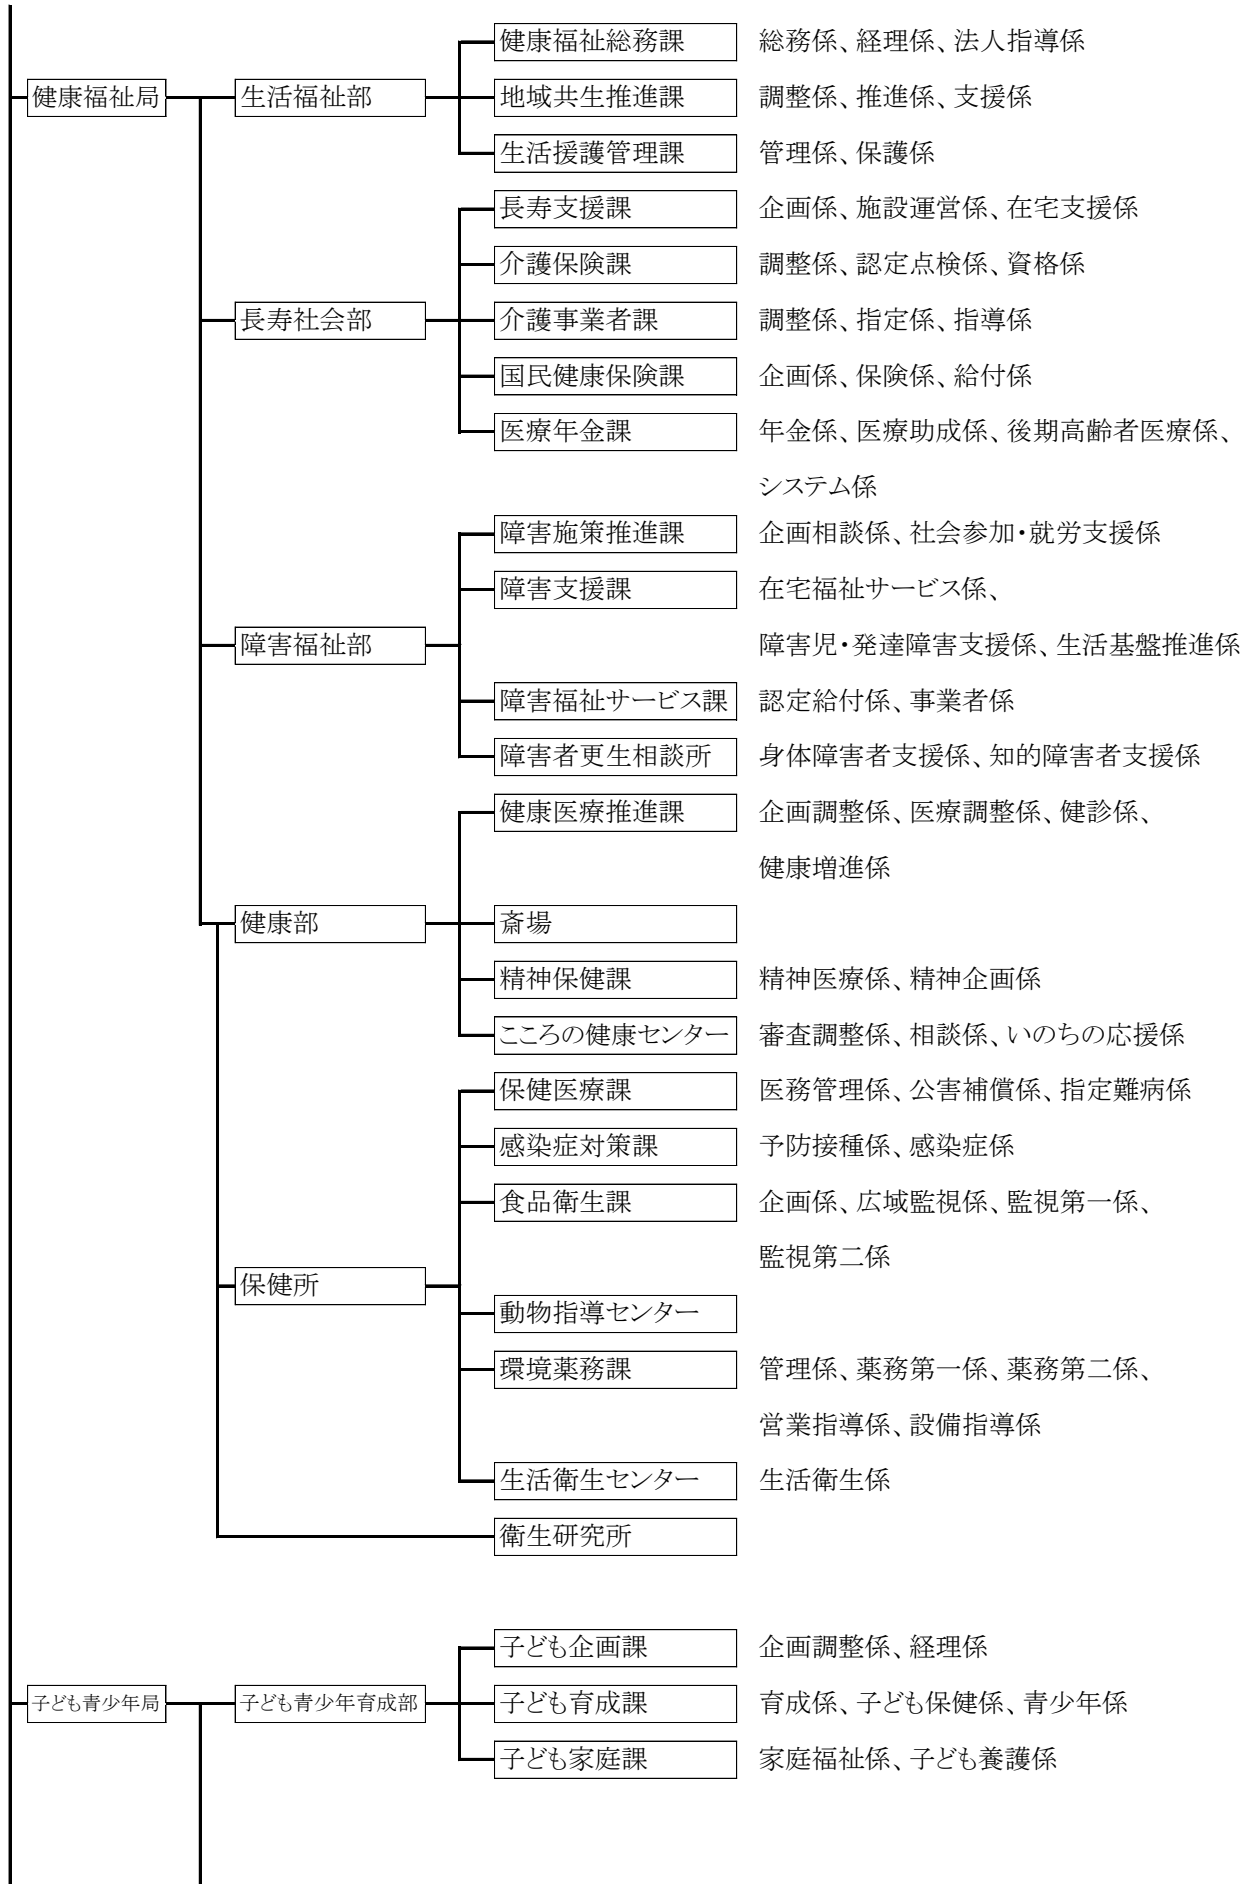 健康福祉総務課 総務係、経理係、法人指導係
健康福祉局 生活福祉部 地域共生推進課 調整係、推進係、支援係
生活援護管理課 管理係、保護係
長寿支援課 企画係、施設運営係、在宅支援係
介護保険課 調整係、認定点検係、資格係
長寿社会部 介護事業者課 調整係、指定係、指導係
国民健康保険課 企画係、保険係、給付係
医療年金課 年金係、医療助成係、後期高齢者医療係、
システム係
障害施策推進課 企画相談係、社会参加・就労支援係
障害支援課 在宅福祉サービス係、
障害福祉部 障害児・発達障害支援係、生活基盤推進係
障害福祉サービス課 認定給付係、事業者係
障害者更生相談所 身体障害者支援係、知的障害者支援係
健康医療推進課 企画調整係、医療調整係、健診係、
健康増進係
健康部 斎場
精神保健課 精神医療係、精神企画係
こころの健康センター 審査調整係、相談係、いのちの応援係
保健医療課 医務管理係、公害補償係、指定難病係
感染症対策課 予防接種係、感染症係
食品衛生課 企画係、広域監視係、監視第一係、
監視第二係
保健所
動物指導センター
環境薬務課 管理係、薬務第一係、薬務第二係、
営業指導係、設備指導係
生活衛生センター 生活衛生係
衛生研究所
子ども企画課 企画調整係、経理係
子ども青少年局 子ども青少年育成部 子ども育成課 育成係、子ども保健係、青少年係
子ども家庭課 家庭福祉係、子ども養護係